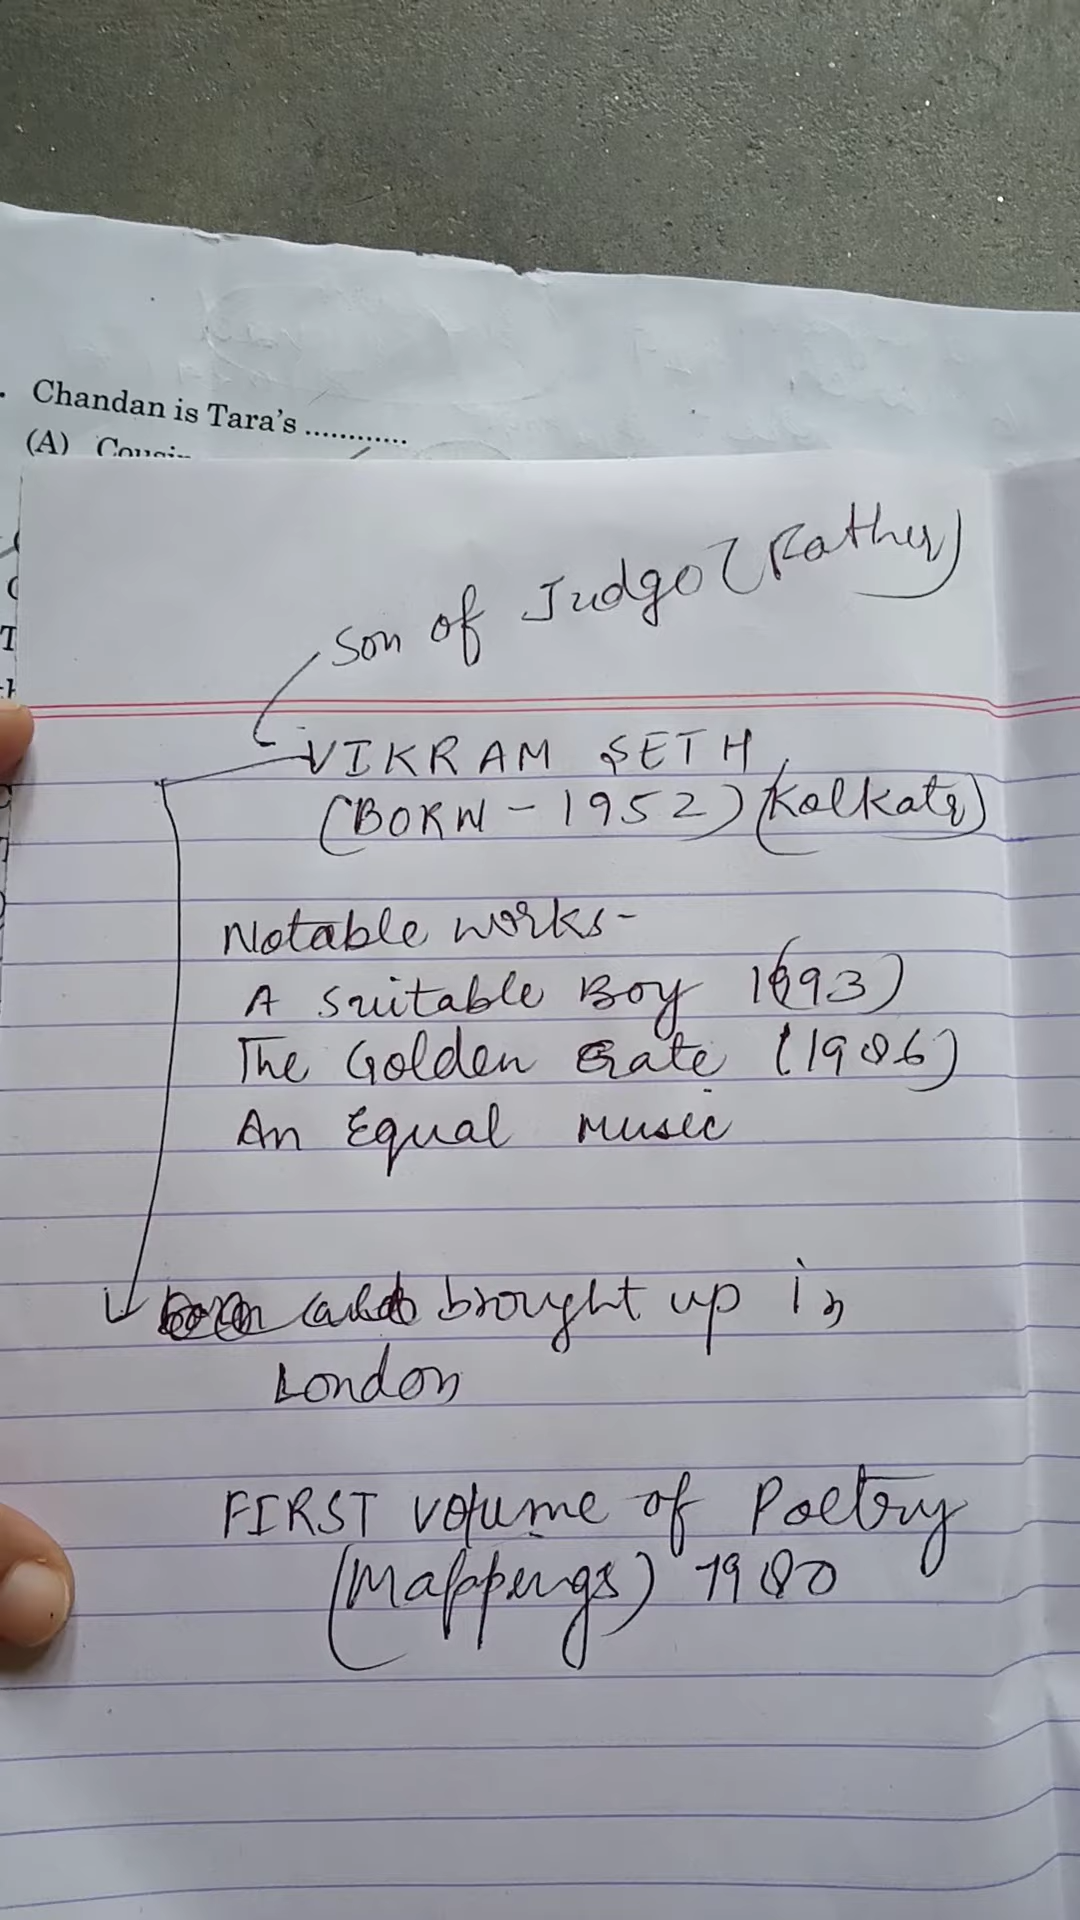 Chandan is Tara's ............
(A) Cousin
Son of Judge (Father)
VIKRAM SETH
(BORN - 1952) (Kolkata)
Notable works-
A Suitable Boy 1993)
The Golden Gate (1986)
An Equal Music
brought up in
London
FIRST volume of Poetry
(Mappings) 1980